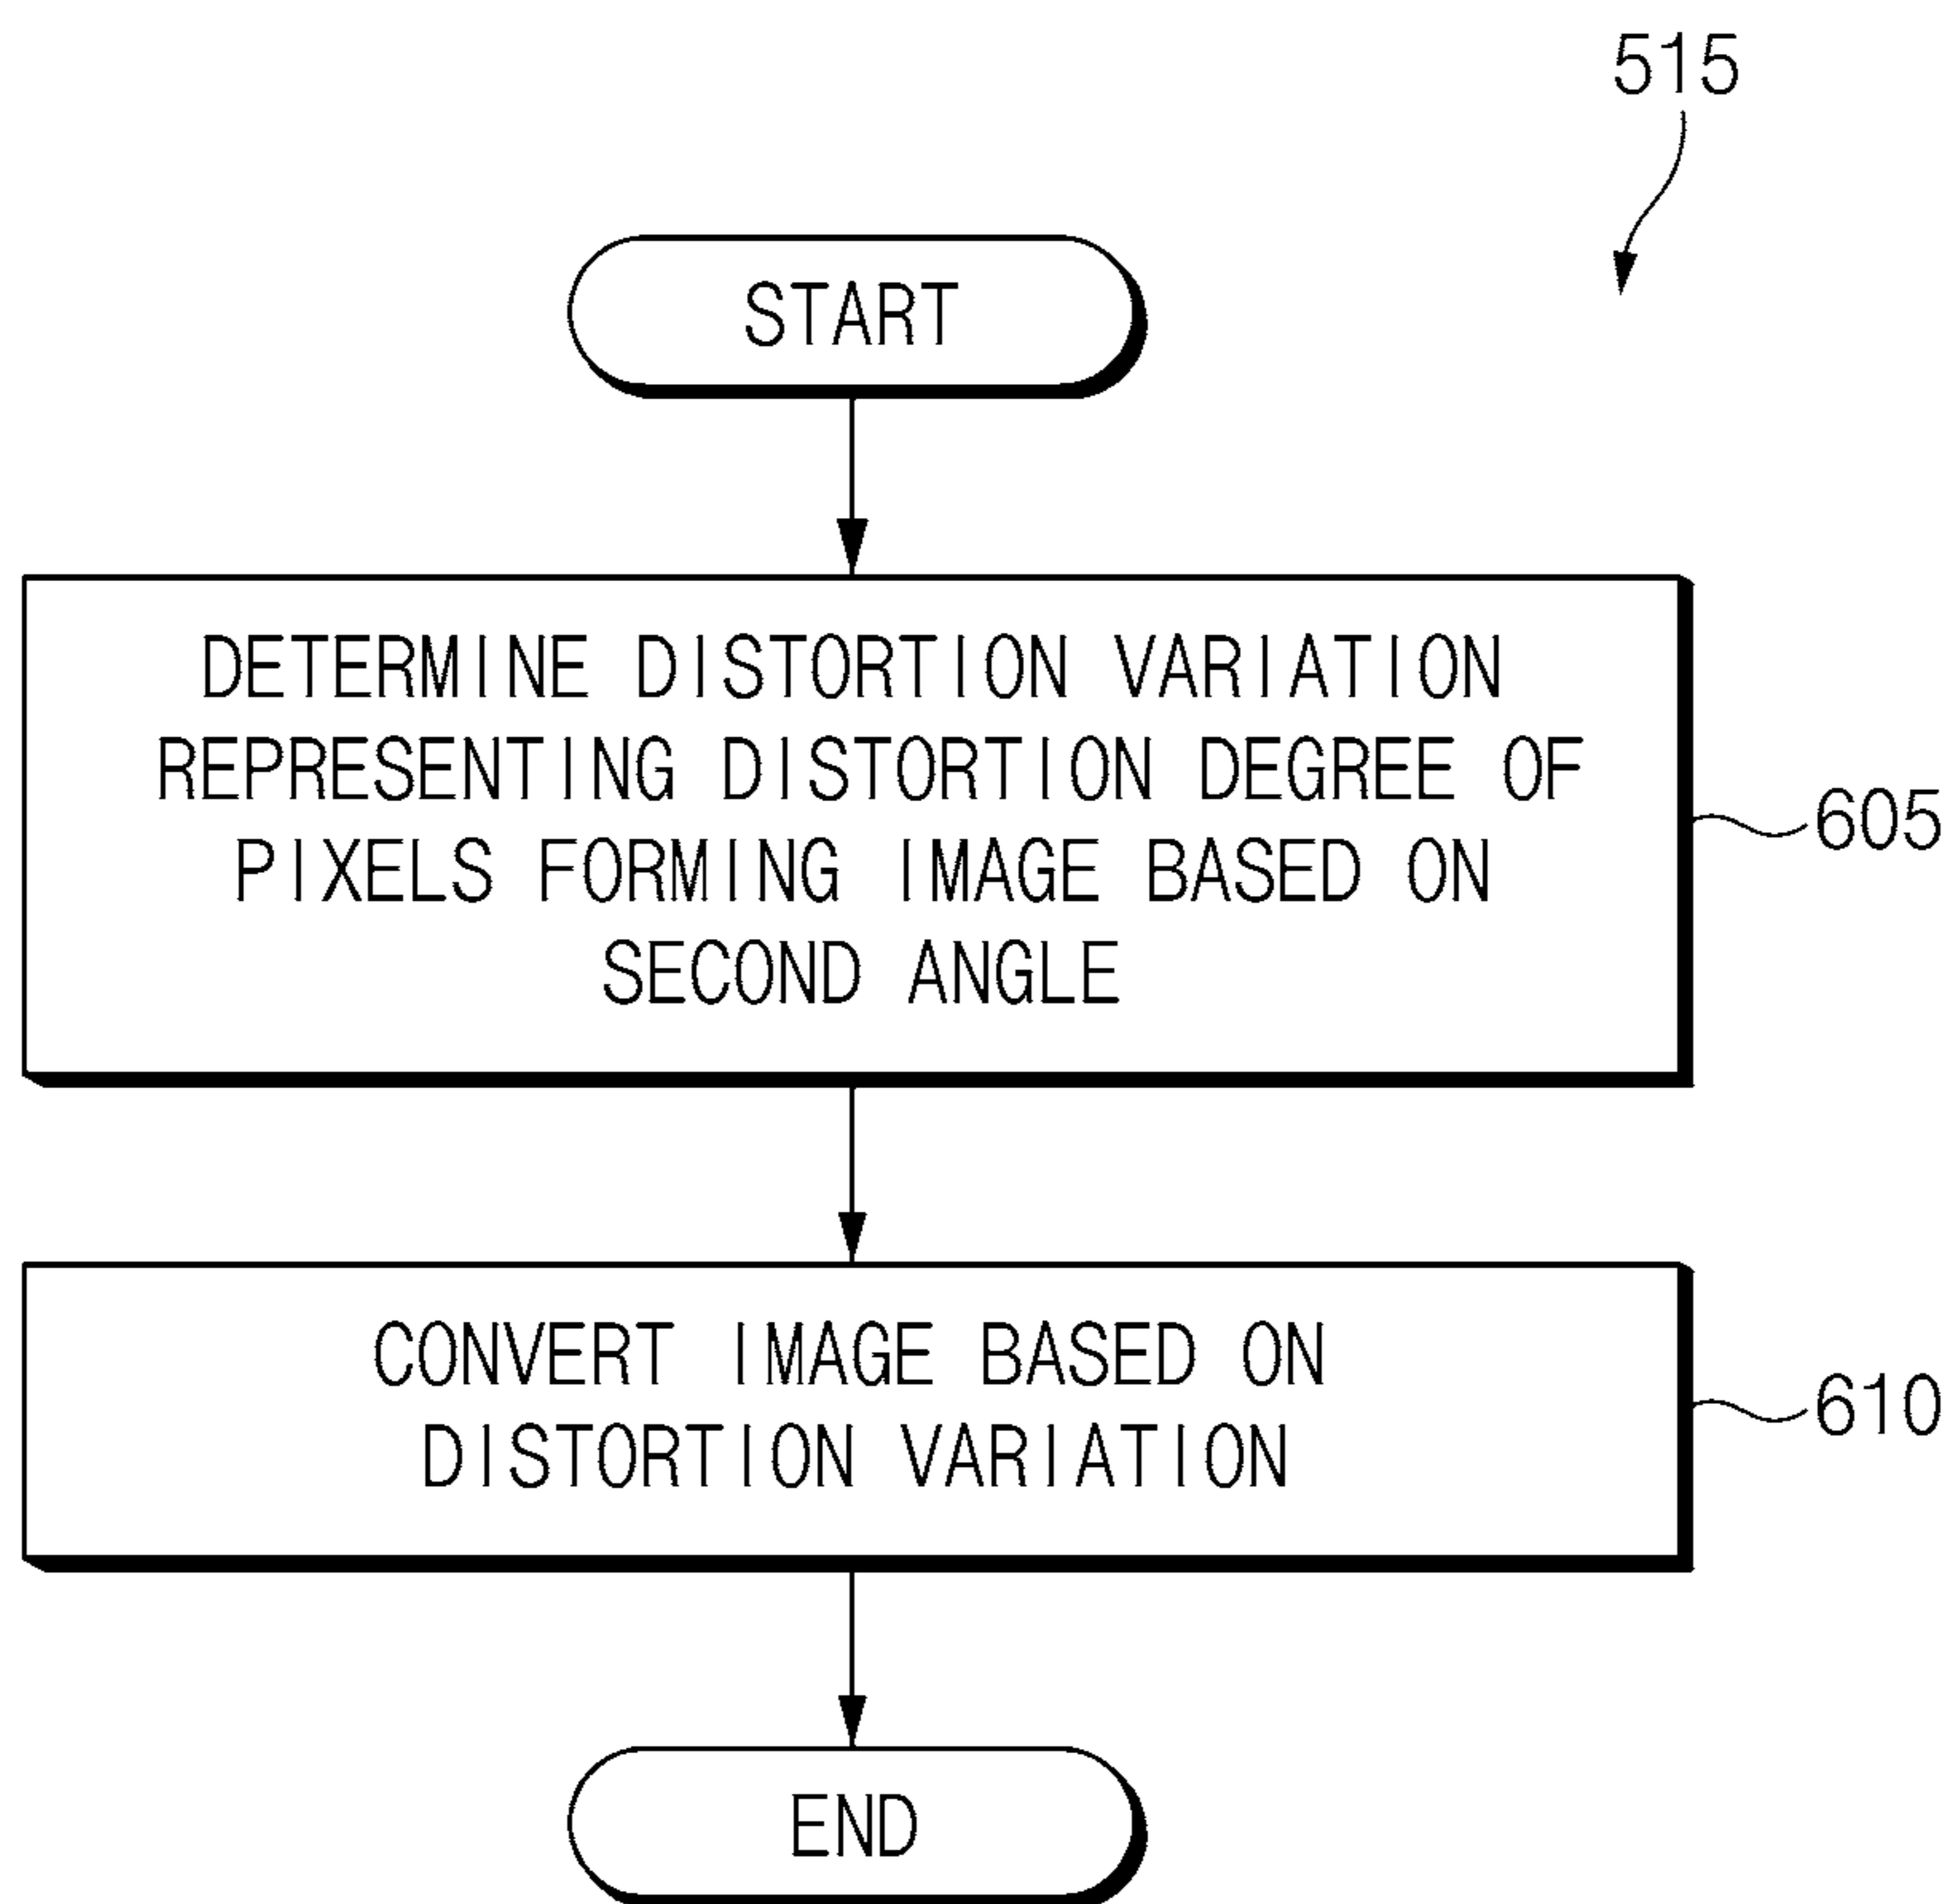 515
START
DETERMINE DISTORTION VARIATION
REPRESENTING DISTORTION DEGREE OF
PIXELS FORMING IMAGE BASED ON
SECOND ANGLE
605
CONVERT IMAGE BASED ON
DISTORTION VARIATION
610
END